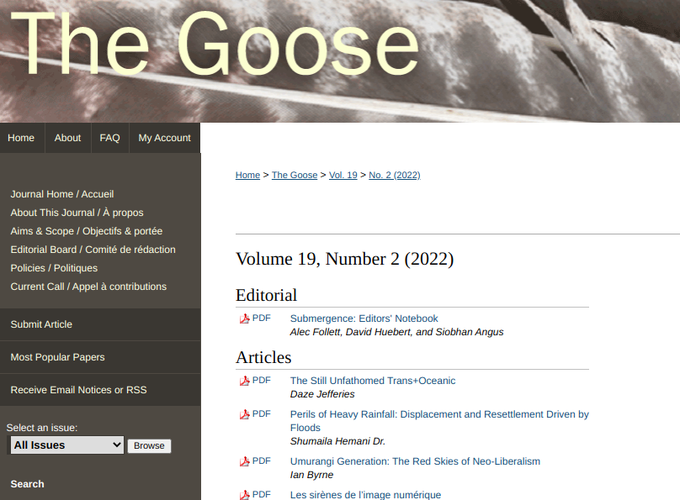 The Goose
Home About FAQ My Account
Home > The Goose > Vol. 19 > No. 2 (2022)
Journal Home / Accueil
About This Journal / À propos
Aims & Scope / Objectifs & portée
Editorial Board / Comité de rédaction
Policies / Politiques
Current Call / Appel à contributions
Submit Article
Most Popular Papers
Receive Email Notices or RSS
Select an issue:
All Issues Browse
Search
Volume 19, Number 2 (2022)
Editorial
PDF Submergence: Editors' Notebook
Alec Follett, David Huebert, and Siobhan Angus
Articles
PDF The Still Unfathomed Trans+Oceanic
Daze Jefferies
PDF Perils of Heavy Rainfall: Displacement and Resettlement Driven by
Floods
Shumaila Hemani Dr.
PDF Umurangi Generation: The Red Skies of Neo-Liberalism
Ian Byrne
PDF Les sirènes de l’image numérique